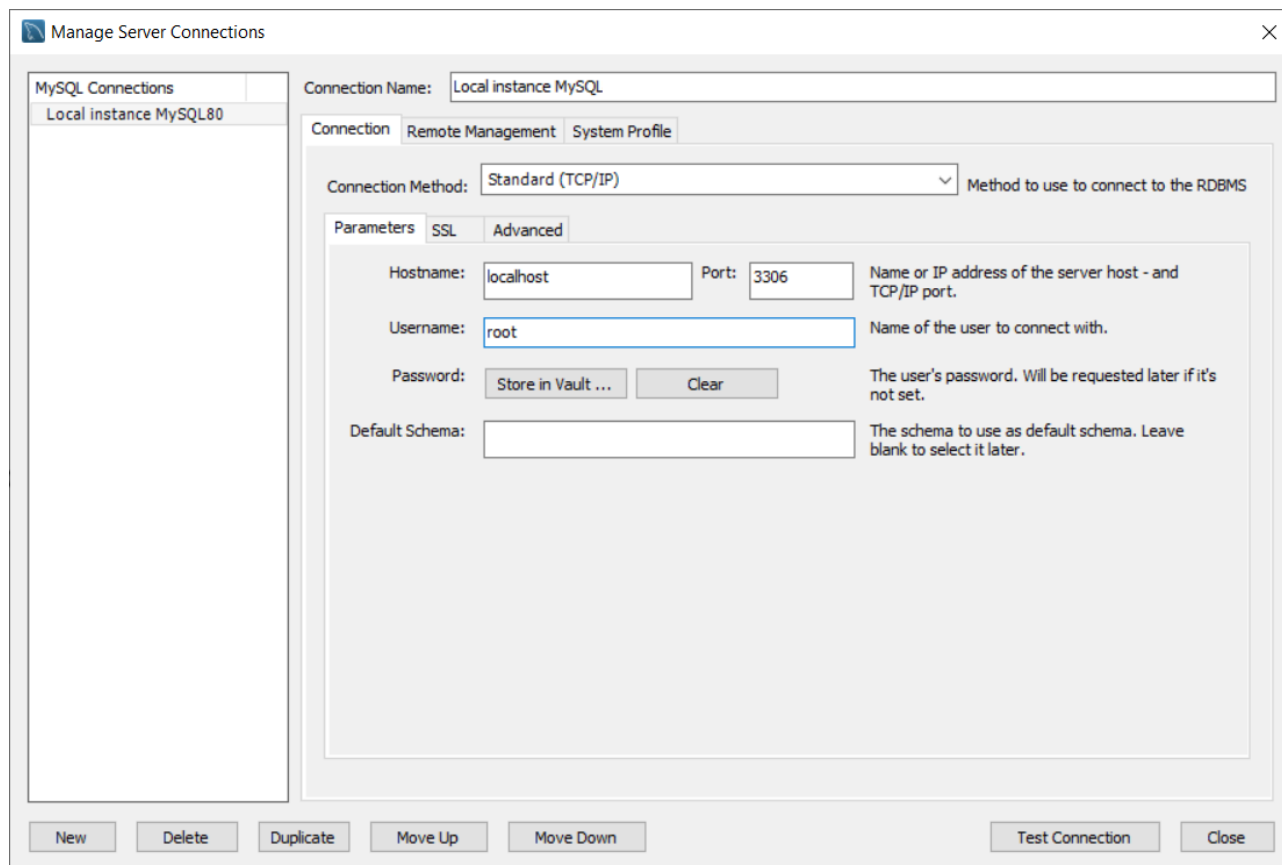 Manage Server Connections
MySQL Connections
Local instance MySQL80
Connection Name: Local instance MySQL
Connection Remote Management System Profile
Connection Method: Standard (TCP/IP) Method to use to connect to the RDBMS
Parameters SSL Advanced
Hostname: localhost Port: 3306 Name or IP address of the server host - and
TCP/IP port.
Username: root Name of the user to connect with.
Password: Store in Vault ... Clear The user's password. Will be requested later if it's
not set.
Default Schema: The schema to use as default schema. Leave
blank to select it later.
New Delete Duplicate Move Up Move Down Test Connection Close